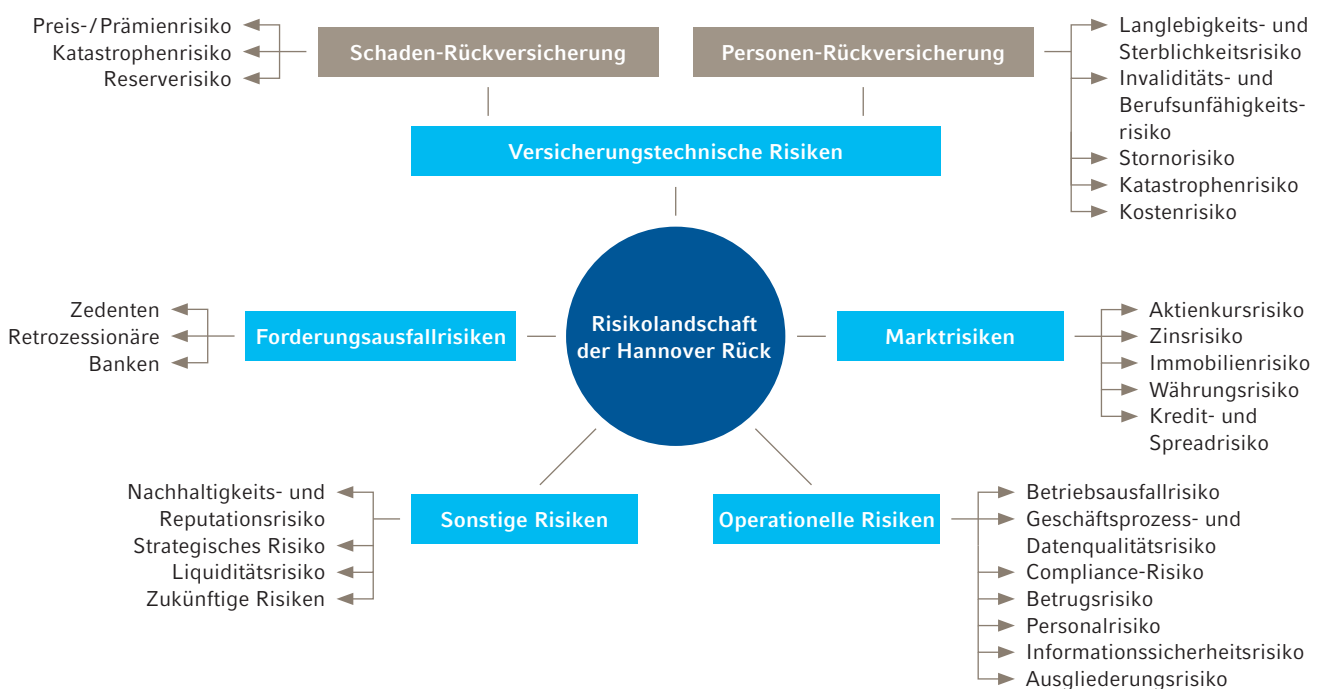 Preis-/Prämienrisiko
Katastrophenrisiko
Reserverisiko
Schaden-Rückversicherung
Personen-Rückversicherung
Langlebigkeits- und
Sterblichkeitsrisiko
Invaliditäts- und
Berufsunfähigkeits-
risiko
Stornorisiko
Katastrophenrisiko
Kostenrisiko
Versicherungstechnische Risiken
Zedenten
Retrozessionäre
Banken
Forderungsausfallrisiken
Risikolandschaft
der Hannover Rück
Marktrisiken
Aktienkursrisiko
Zinsrisiko
Immobilienrisiko
Währungsrisiko
Kredit- und
Spreadrisiko
Nachhaltigkeits- und
Reputationsrisiko
Strategisches Risiko
Liquiditätsrisiko
Zukünftige Risiken
Sonstige Risiken
Operationelle Risiken
Betriebsausfallrisiko
Geschäftsprozess- und
Datenqualitätsrisiko
Compliance-Risiko
Betrugsrisiko
Personalrisiko
Informationssicherheitsrisiko
Ausgliederungsrisiko